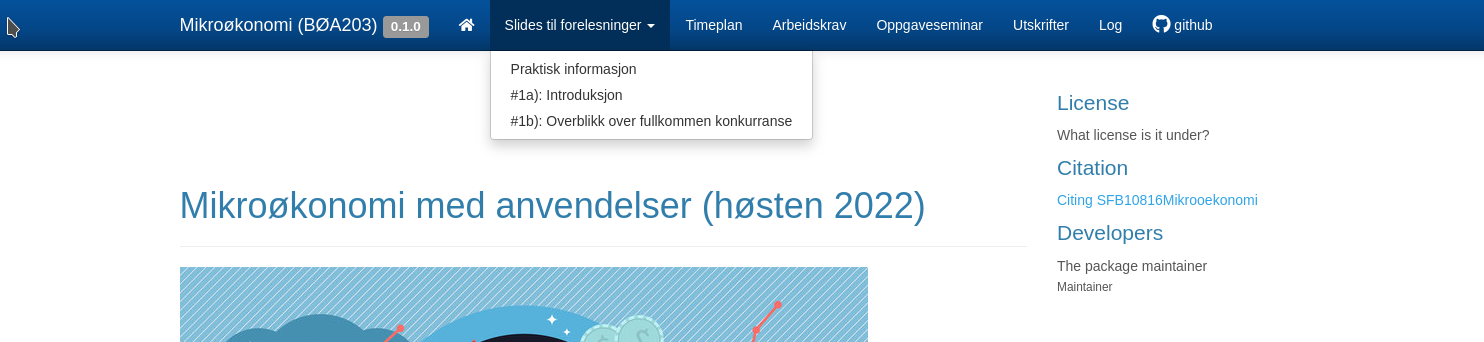 Mikroøkonomi (BØA203) 0.1.0 Slides til forelesninger Timeplan Arbeidskrav Oppgaveseminar Utskrifter Log github
Praktisk informasjon
#1a): Introduksjon
#1b): Overblikk over fullkommen konkurranse
Mikroøkonomi med anvendelser (høsten 2022)
License
What license is it under?
Citation
Citing SFB10816Mikrooekonomi
Developers
The package maintainer
Maintainer